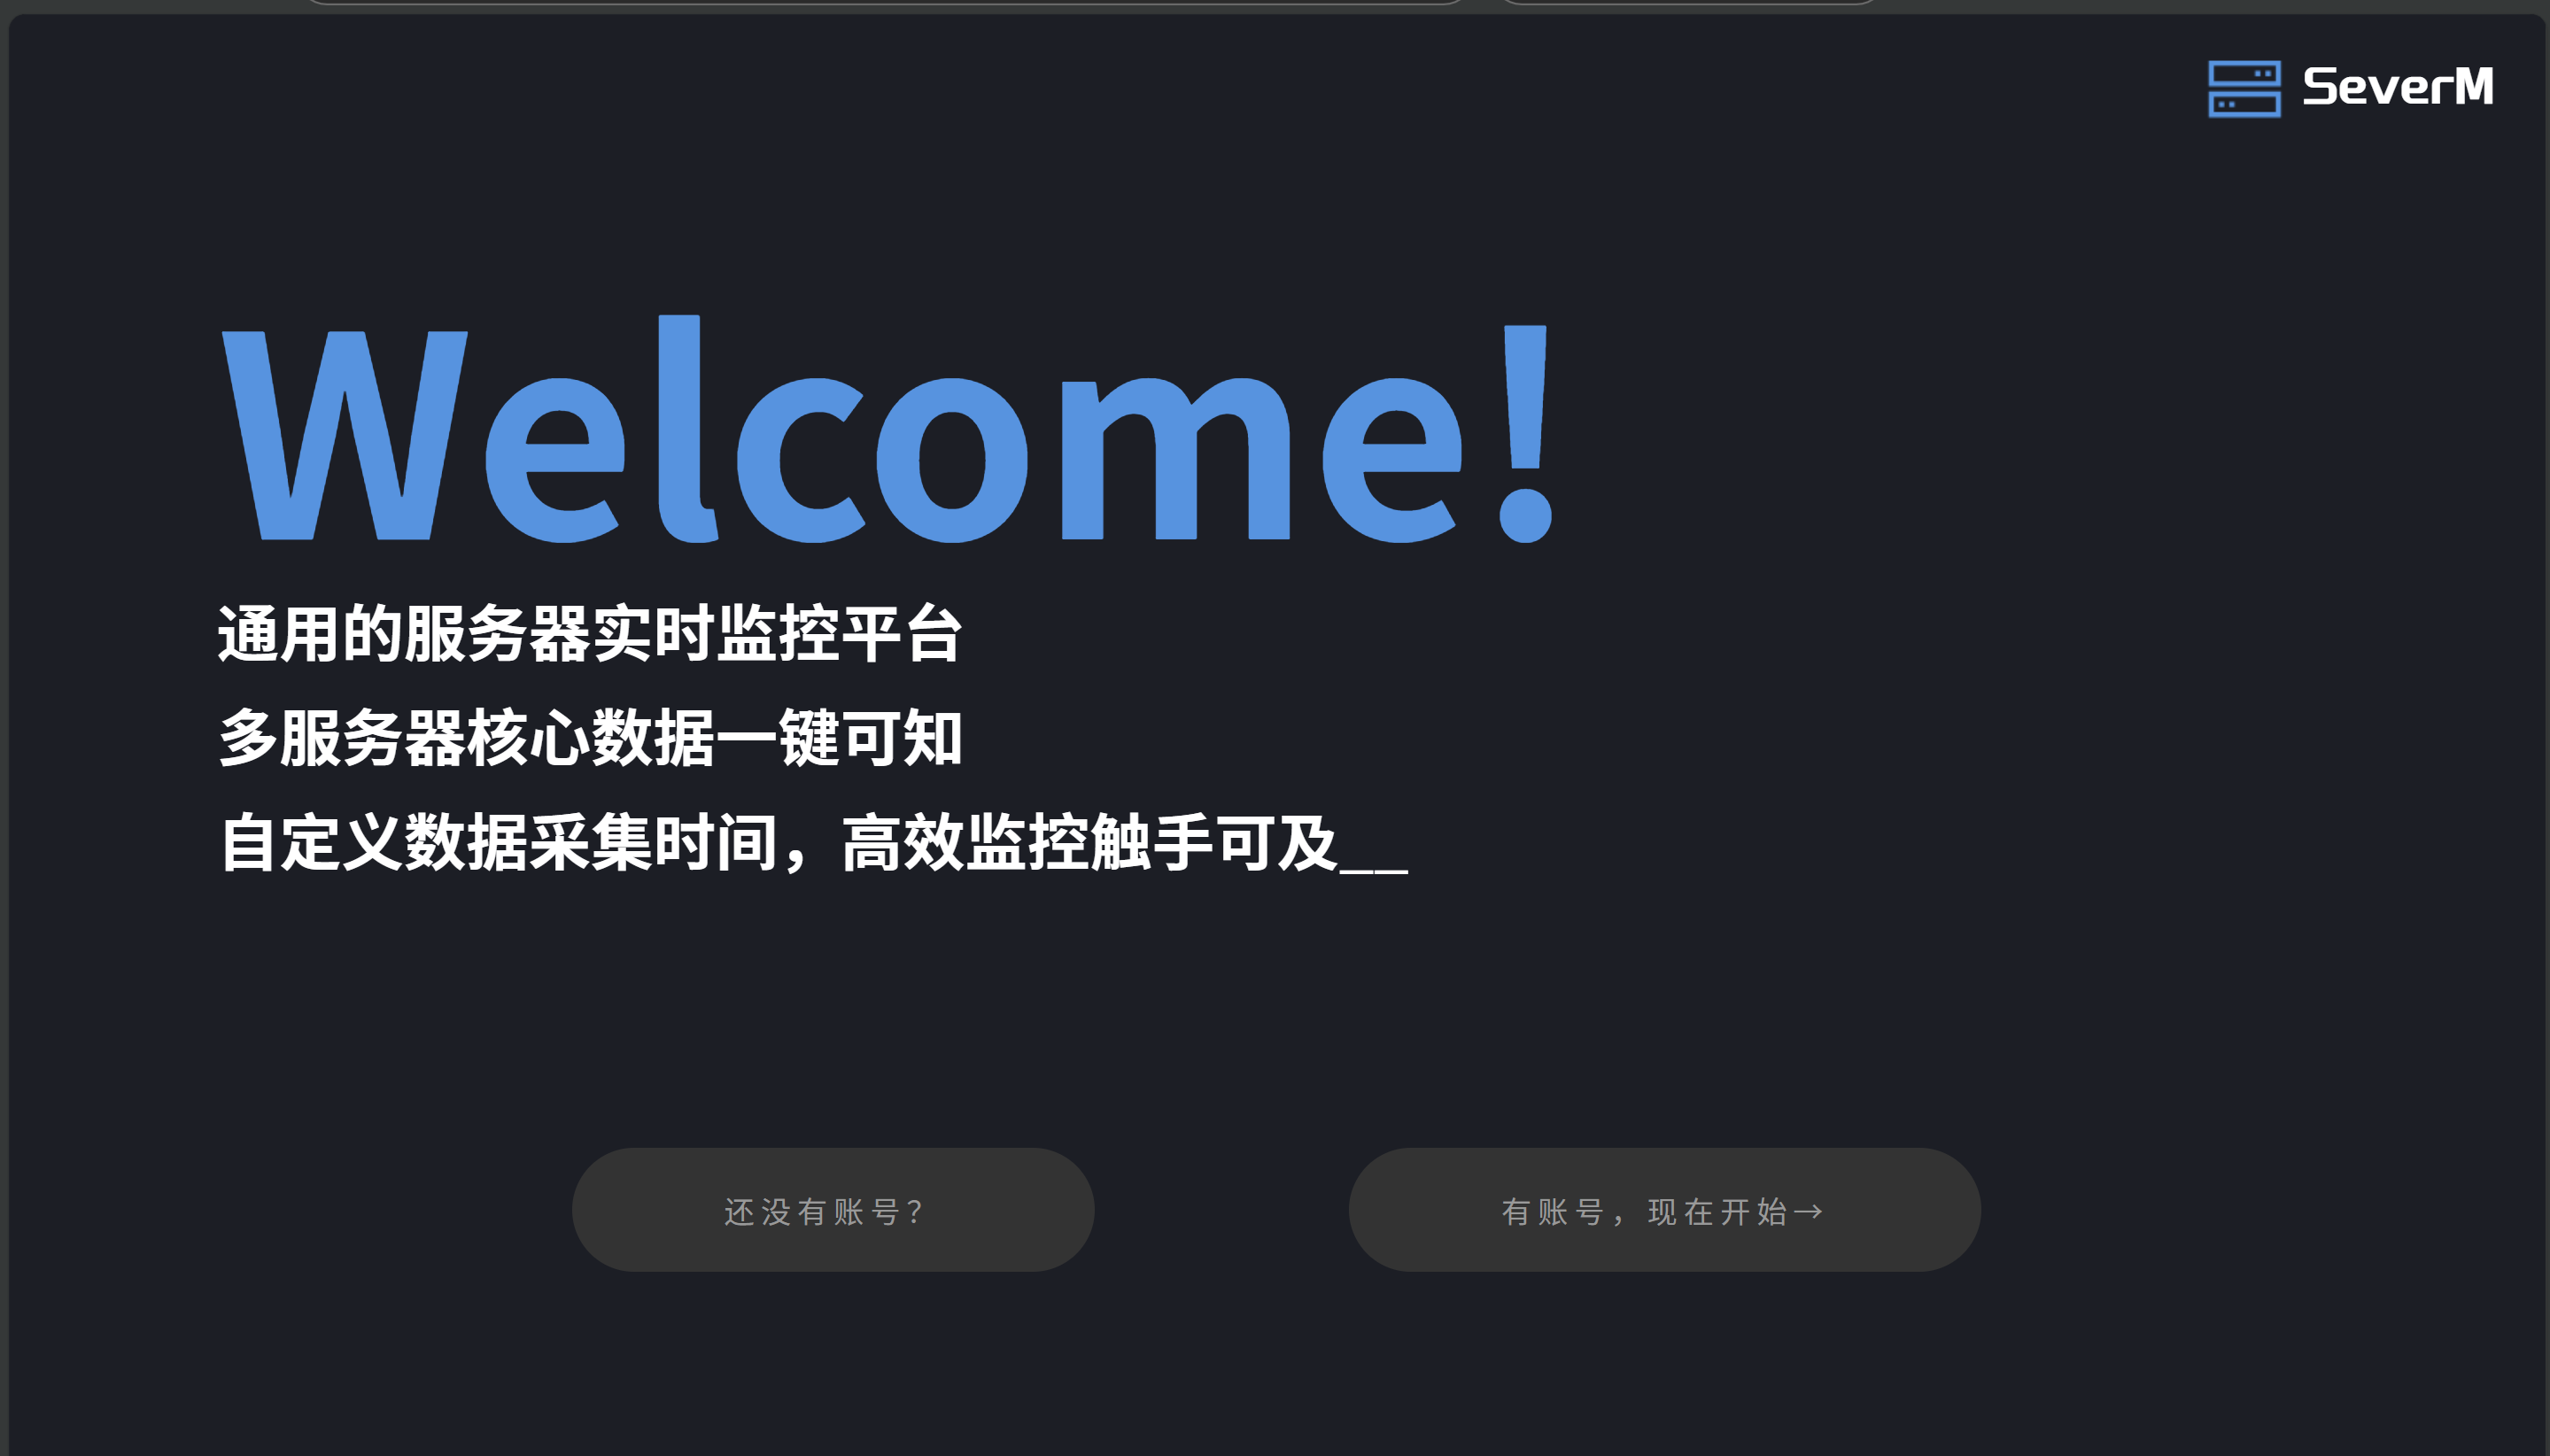 SeverM
Welcome!
通用的服务器实时监控平台
多服务器核心数据一键可知
自定义数据采集时间，高效监控触手可及__
还没有账号？
有账号，现在开始→